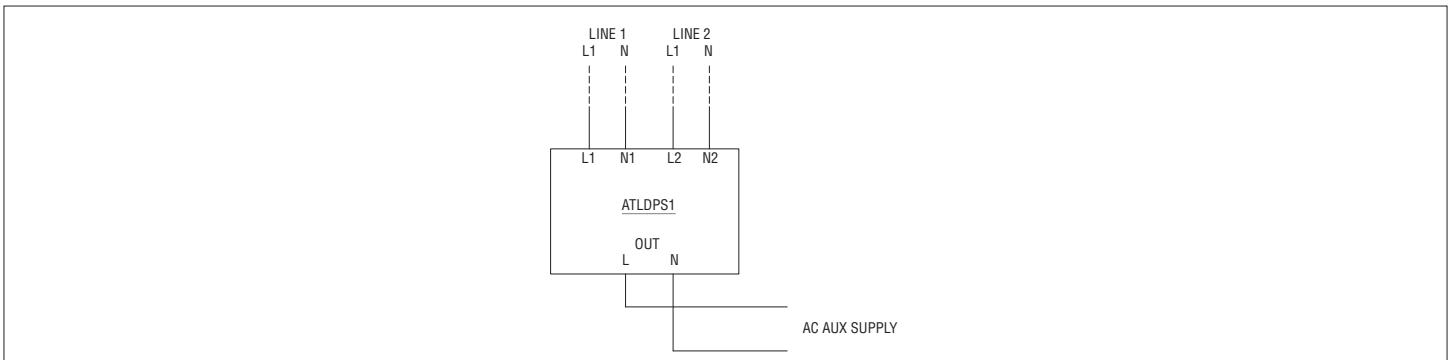 LINE 1 LINE 2
L1 N L1 N
L1 N1 L2 N2
ATLDPS1
OUT
L N
AC AUX SUPPLY